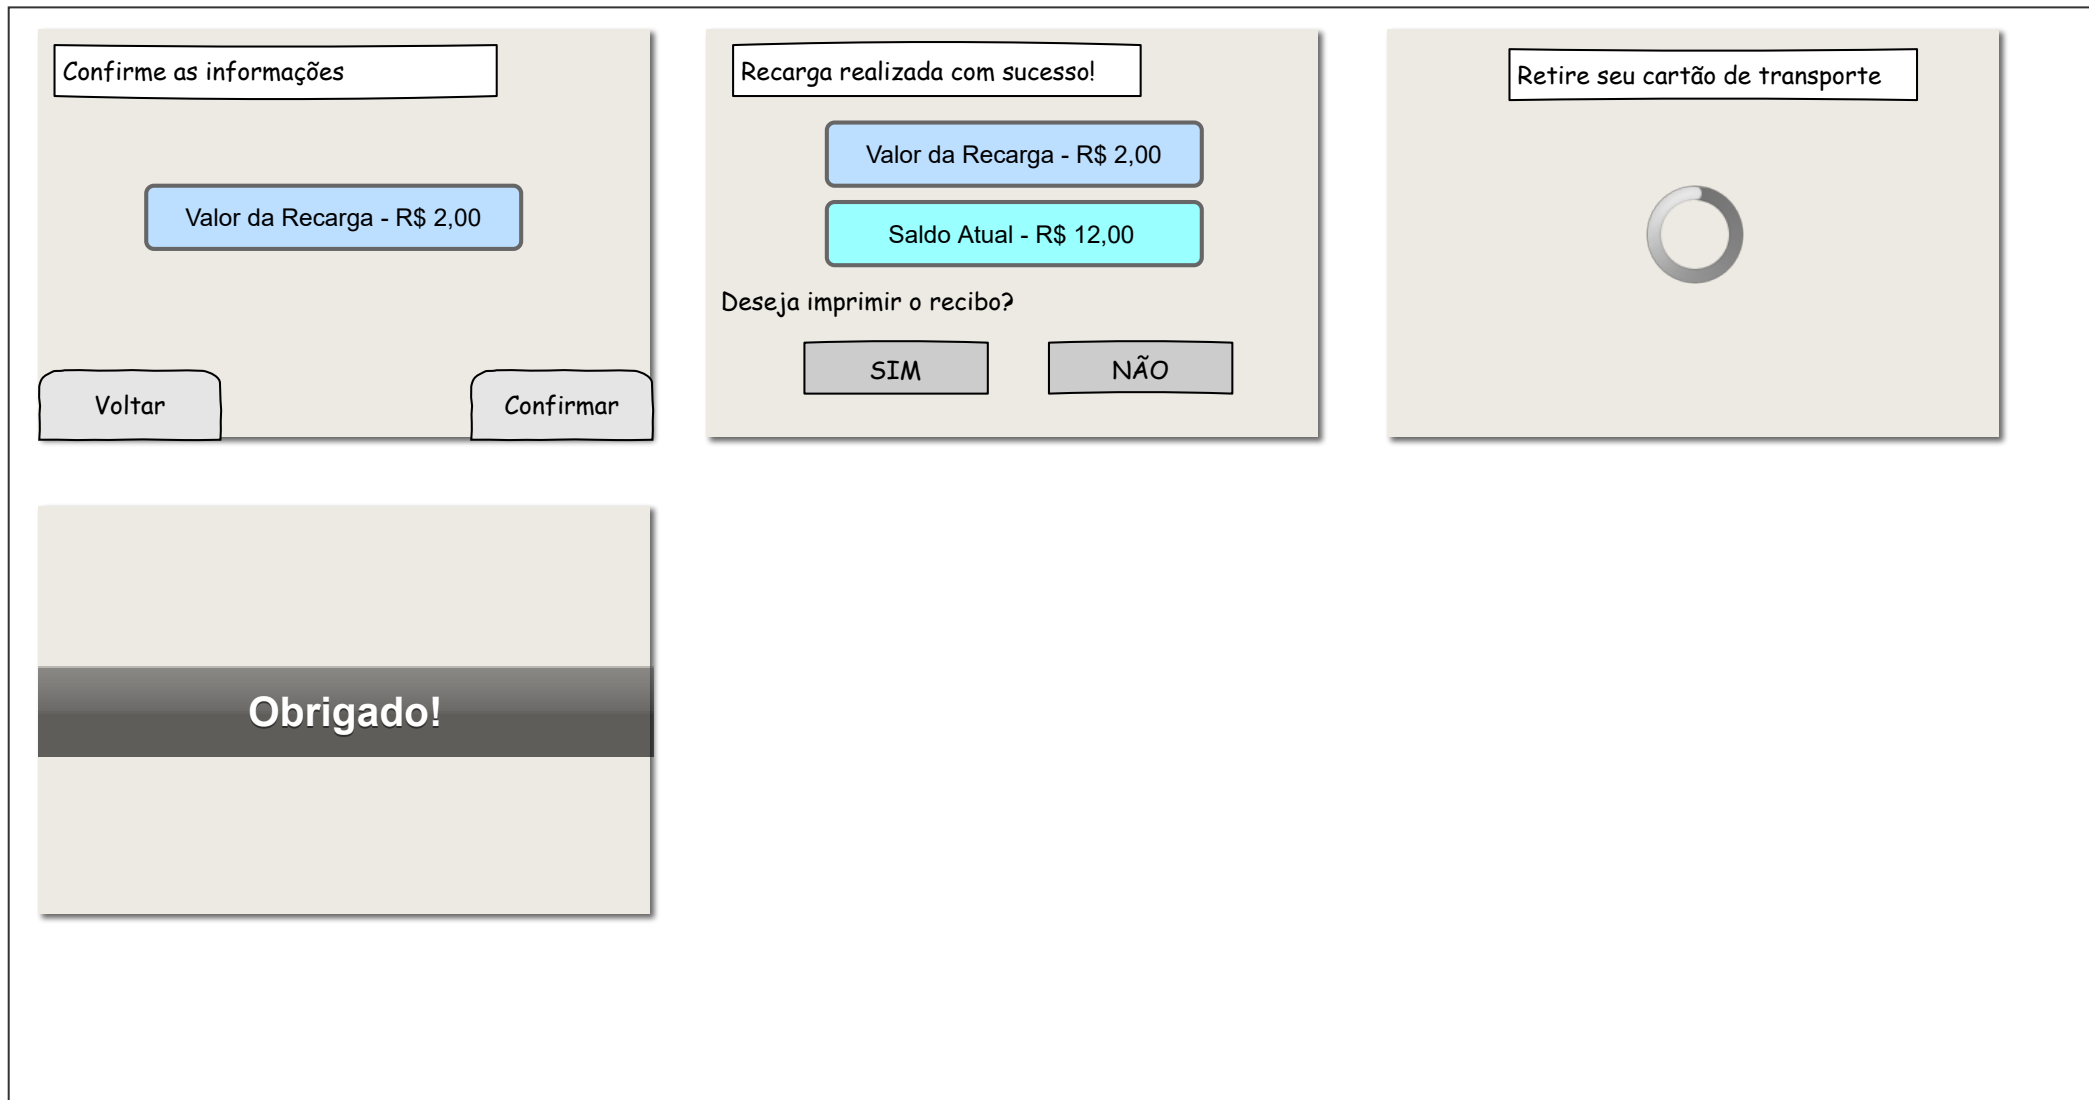 Confirme as informações
Valor da Recarga - R$ 2,00
Voltar
Confirmar
Recarga realizada com sucesso!
Valor da Recarga - R$ 2,00
Saldo Atual - R$ 12,00
Deseja imprimir o recibo?
SIM
NÃO
Retire seu cartão de transporte
Obrigado!